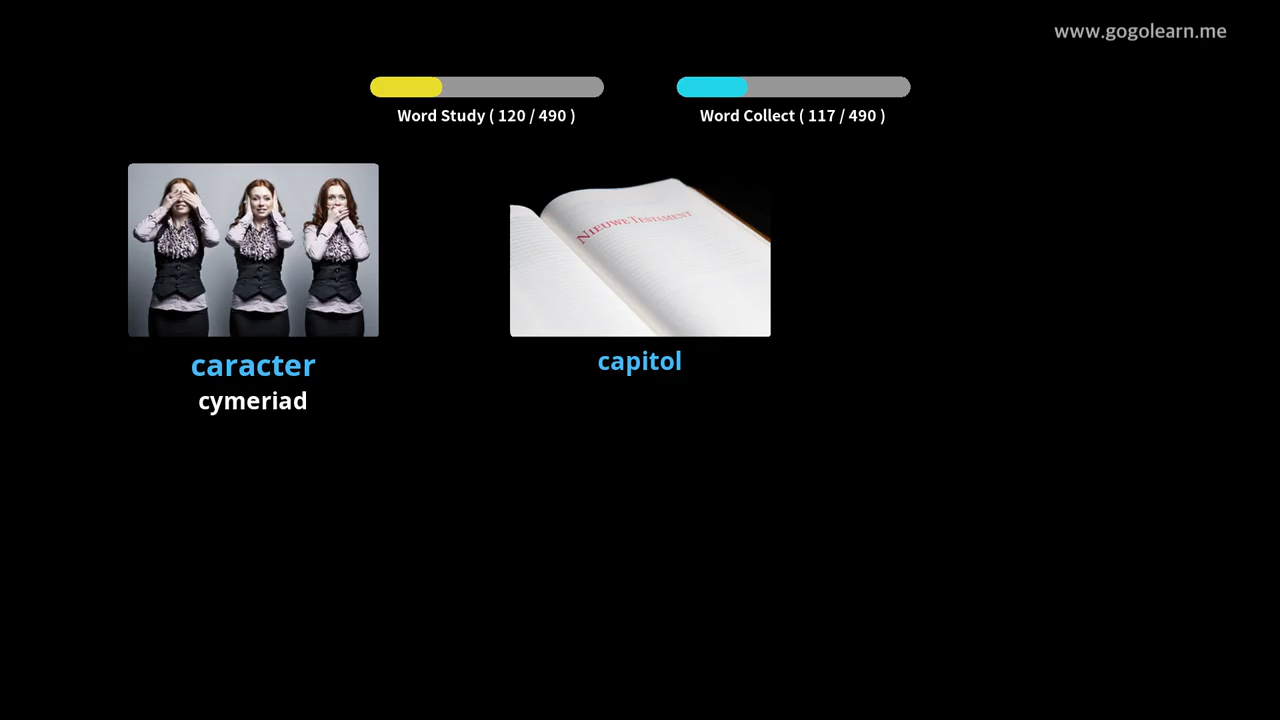 www.gogolearn.me
Word Study ( 120 / 490 )
Word Collect ( 117 / 490 )
NIEUWE TESTAMENT
caracter
cymeriad
capitol